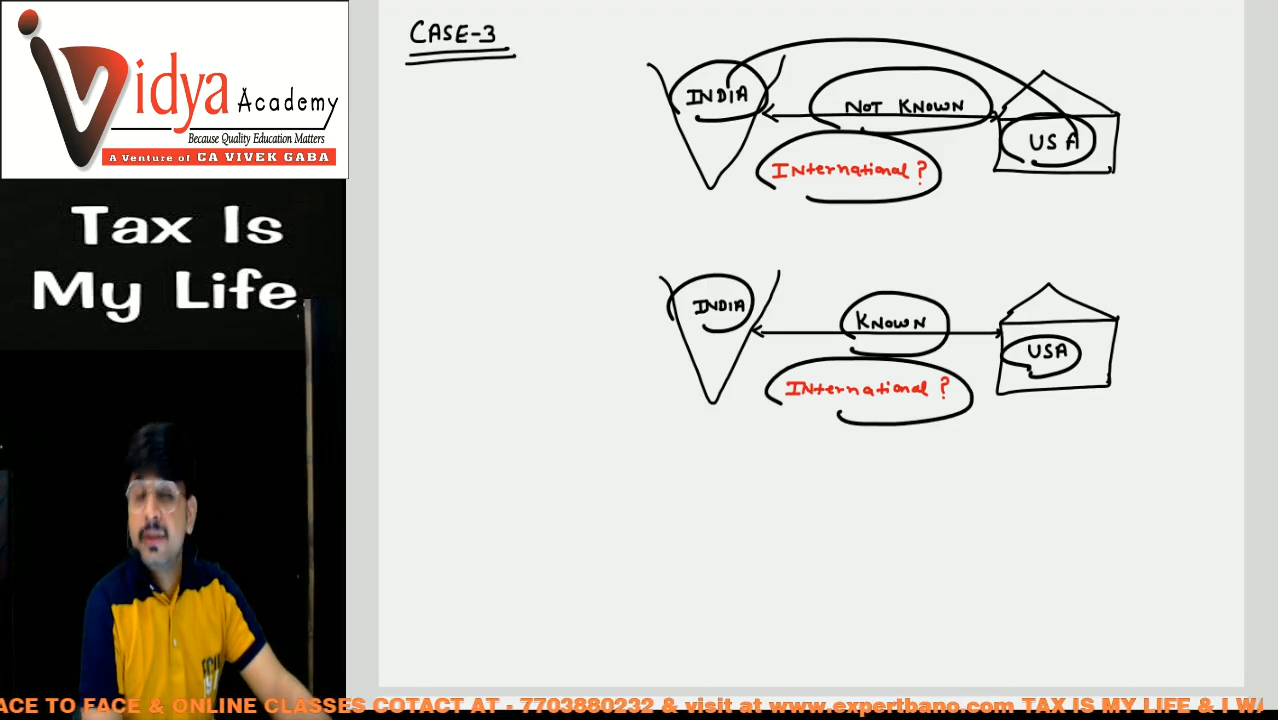 Vidya Academy
Because Quality Education Matters
A Venture of CA VIVEK GABA
Tax Is
My Life
CASE-3
INDIA
NOT KNOWN
USA
INternational ?
INDIA
KNOWN
USA
INternational ?
ACE TO FACE & ONLINE CLASSES COTACT AT - 7703880232 & visit at www.expertbano.com TAX IS MY LIFE & I W